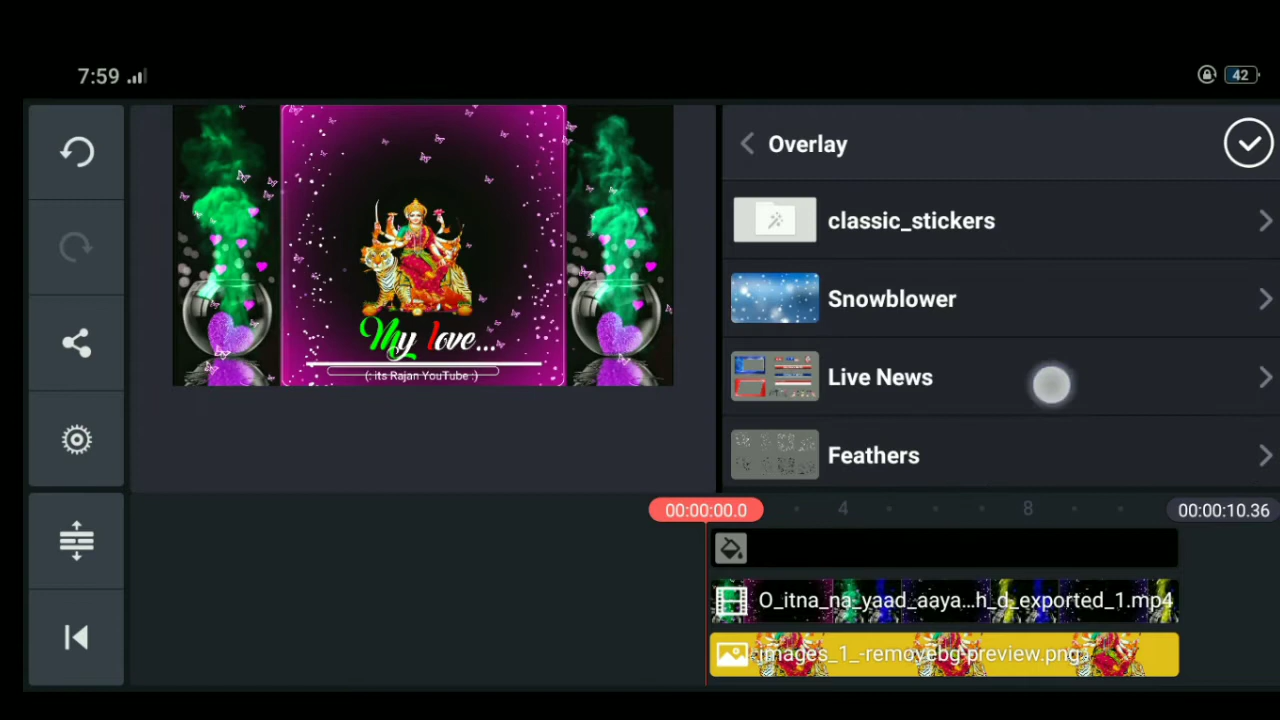 7:59
42
Overlay
classic_stickers
Snowblower
Live News
Feathers
My love...
(: its Rajan YouTube :)
00:00:00.0
4
8
00:00:10.36
O_itna_na_yaad_aaya...h_d_exported_1.mp4
images_1_-removebg-preview.png